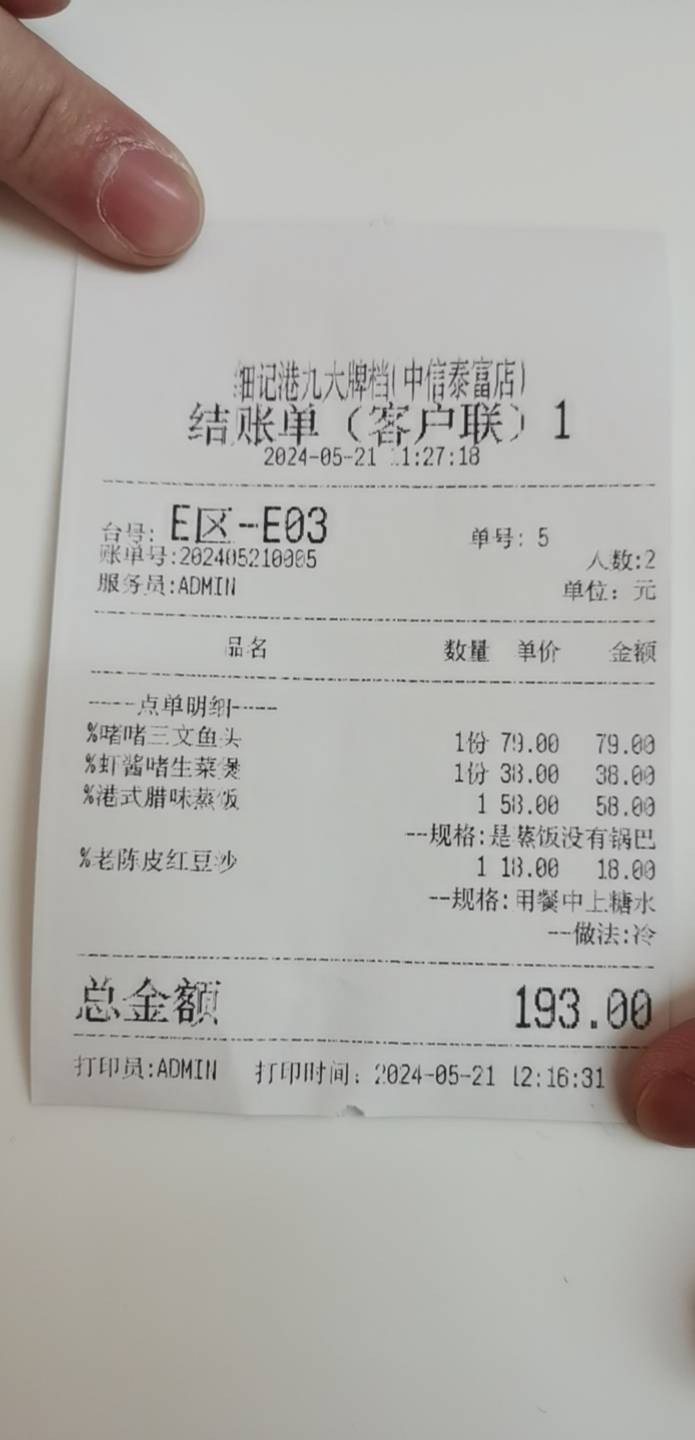 细记港九大牌档(中信泰富店)
结账单（客户联）1
2024-05-21 11:27:18
台号: E区-E03 单号: 5
账单号:202405210005 人数:2
服务员:ADMIN 单位: 元
品名 数量 单价 金额
-----点单明细-----
%啫啫三文鱼头 1份 79.00 79.00
%虾酱啫生菜煲 1份 38.00 38.00
%港式腊味蒸饭 1 58.00 58.00
--规格:是蒸饭没有锅巴
%老陈皮红豆沙 1 18.00 18.00
--规格:用餐中上糖水
--做法:冷
总金额 193.00
打印员:ADMIN 打印时间: 2024-05-21 12:16:31